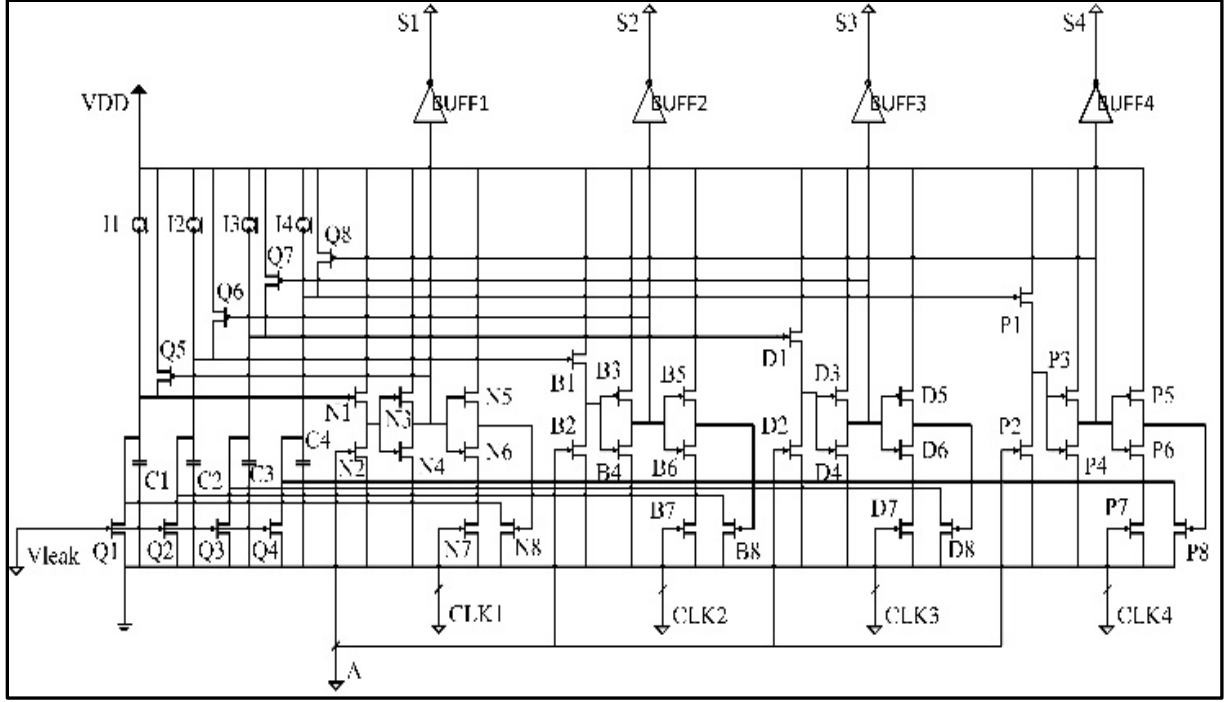 S1 S2 S3 S4
VDD BUFF1 BUFF2 BUFF3 BUFF4
I1 I2 I3 I4 Q8
Q7
Q6 P1
Q5 D1
B1 B3 B5 D3 D5 P3 P5
N1 N3 N5
C4 B2 D2 P2
C1 C2 C3 N2 N4 N6 B4 B6 D4 D6 P4 P6
B7 D7 P7
Vleak Q1 Q2 Q3 Q4 N7 N8 B8 D8 P8
CLK1 CLK2 CLK3 CLK4
A